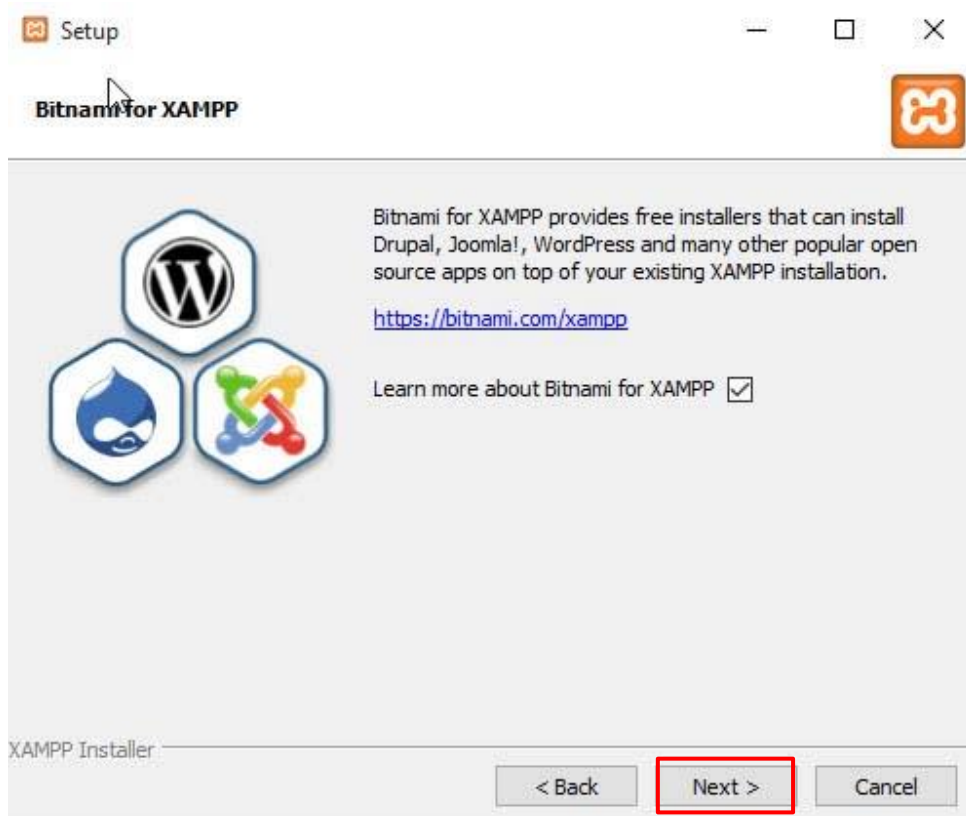 Setup
Bitnami for XAMPP
Bitnami for XAMPP provides free installers that can install
Drupal, Joomla!, WordPress and many other popular open
source apps on top of your existing XAMPP installation.
https://bitnami.com/xampp
Learn more about Bitnami for XAMPP
XAMPP Installer
< Back
Next >
Cancel